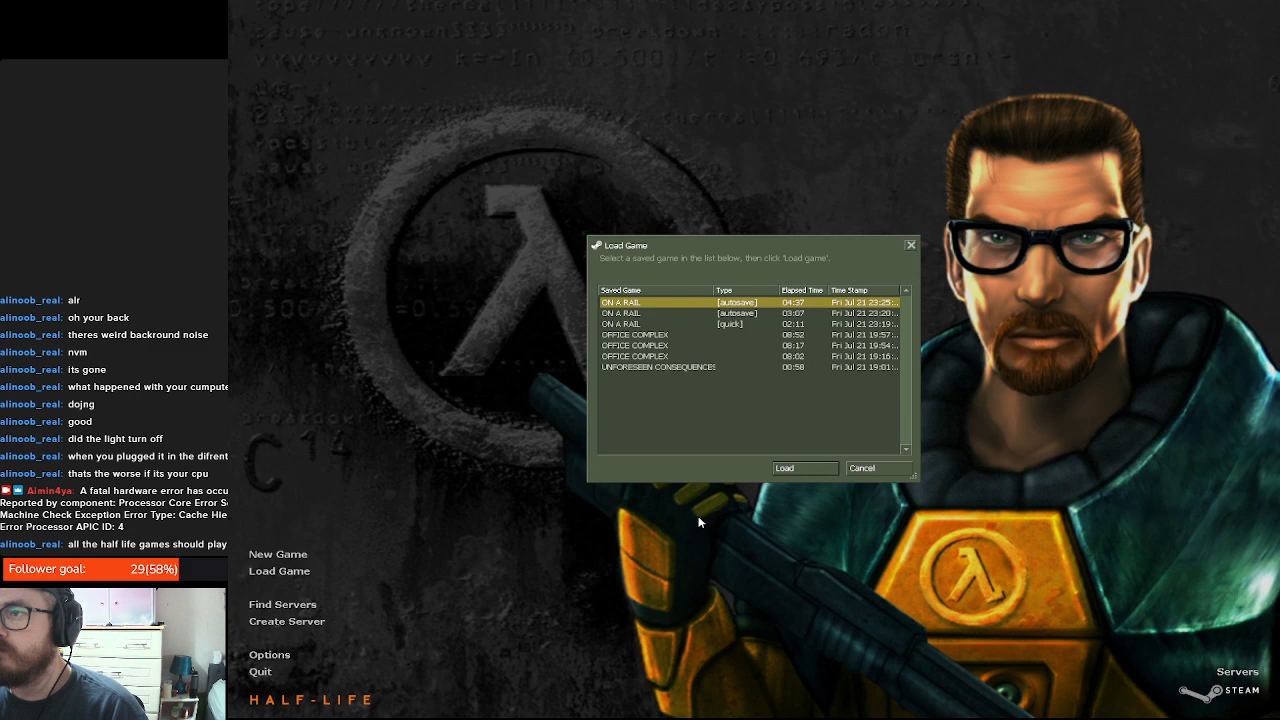 alinoob_real: alr
alinoob_real: oh your back
alinoob_real: theres weird backround noise
alinoob_real: nvm
alinoob_real: its gone
alinoob_real: what happened with your cumpute
alinoob_real: dojng
alinoob_real: good
alinoob_real: did the light turn off
alinoob_real: when you plugged it in the difrent
alinoob_real: thats the worse if its your cpu
Aimin4ya: A fatal hardware error has occu
Reported by component: Processor Core Error S
Machine Check Exception Error Type: Cache Hie
Error Processor APIC ID: 4
alinoob_real: all the half life games should play
Follower goal: 29(58%)
Load Game
Select a saved game in the list below, then click 'Load game'.
Saved Game Type Elapsed Time Time Stamp
ON A RAIL [autosave] 04:37 Fri Jul 21 23:25:..
ON A RAIL [autosave] 03:07 Fri Jul 21 23:20:..
ON A RAIL [quick] 02:11 Fri Jul 21 23:19:..
OFFICE COMPLEX 08:52 Fri Jul 21 19:57:..
OFFICE COMPLEX 08:17 Fri Jul 21 19:54:..
OFFICE COMPLEX 08:02 Fri Jul 21 19:16:..
UNFORESEEN CONSEQUENCES 00:58 Fri Jul 21 19:01:..
Load Cancel
New Game
Load Game
Find Servers
Create Server
Options
Quit
HALF-LIFE
Servers
STEAM